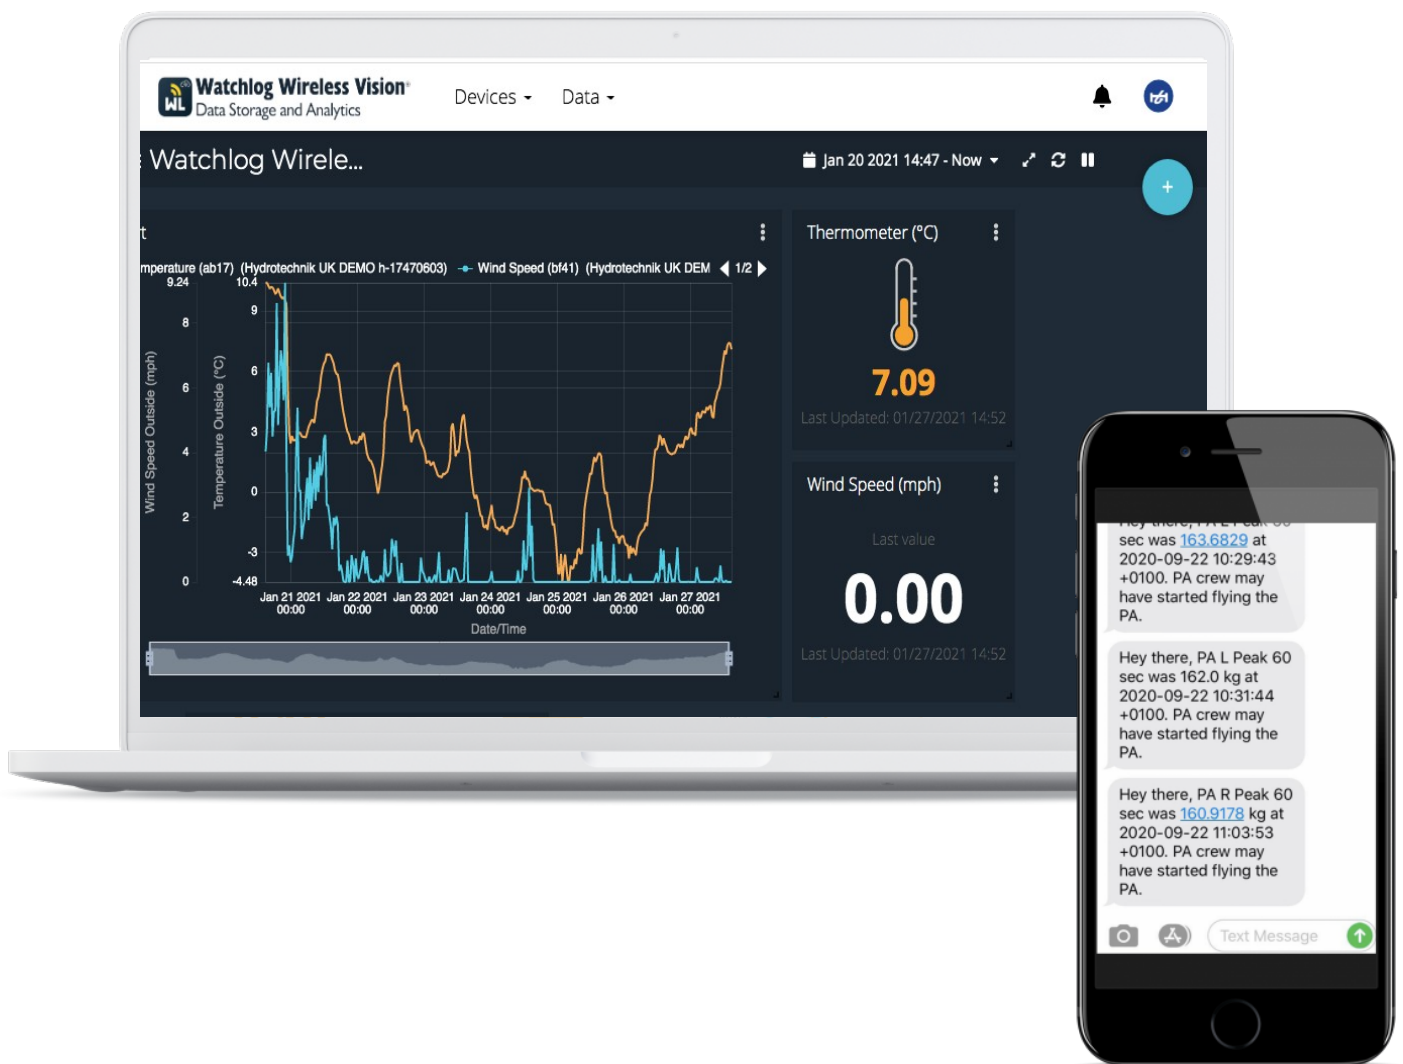 WL
Watchlog Wireless Vision®
Data Storage and Analytics
Devices
Data
Watchlog Wirele...
Jan 20 2021 14:47 - Now
+
t
mperature (ab17) (Hydrotechnik UK DEMO h-17470603)
Wind Speed (bf41) (Hydrotechnik UK DEM
1/2
9.24
8
6
4
2
0
Wind Speed Outside (mph)
10.4
9
6
3
0
-3
-4.48
Temperature Outside (°C)
Jan 21 2021 Jan 22 2021 Jan 23 2021 Jan 24 2021 Jan 25 2021 Jan 26 2021 Jan 27 2021
00:00 00:00 00:00 00:00 00:00 00:00 00:00
Date/Time
Thermometer (°C)
7.09
Last Updated: 01/27/2021 14:52
Wind Speed (mph)
Last value
0.00
Last Updated: 01/27/2021 14:52
sec was 163.6829 at
2020-09-22 10:29:43
+0100. PA crew may
have started flying the
PA.
Hey there, PA L Peak 60
sec was 162.0 kg at
2020-09-22 10:31:44
+0100. PA crew may
have started flying the
PA.
Hey there, PA R Peak 60
sec was 160.9178 kg at
2020-09-22 11:03:53
+0100. PA crew may
have started flying the
PA.
Text Message